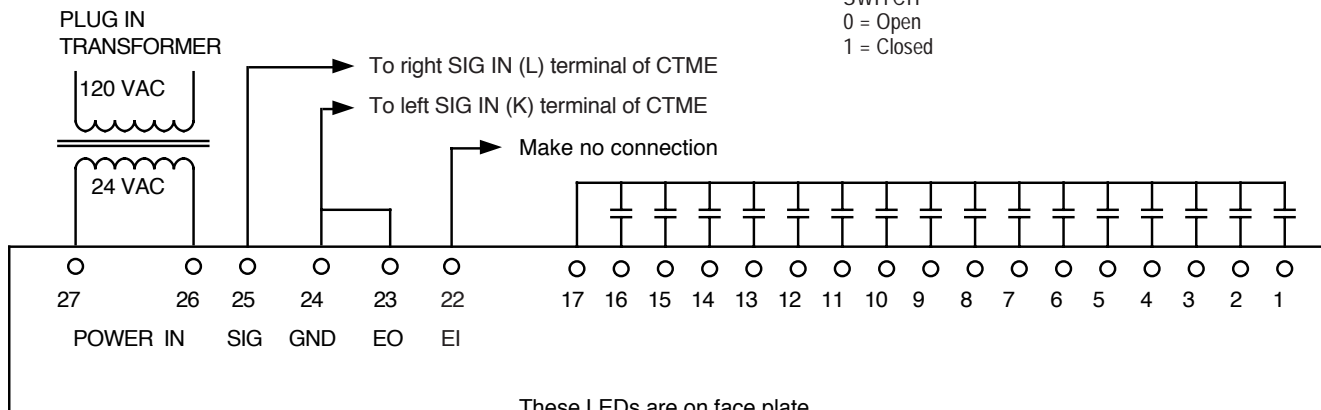 SWITCH
0 = Open
1 = Closed
PLUG IN
TRANSFORMER
120 VAC
24 VAC
To right SIG IN (L) terminal of CTME
To left SIG IN (K) terminal of CTME
Make no connection
27 26 25 24 23 22 17 16 15 14 13 12 11 10 9 8 7 6 5 4 3 2 1
POWER IN SIG GND EO EI
These LEDs are on face plate